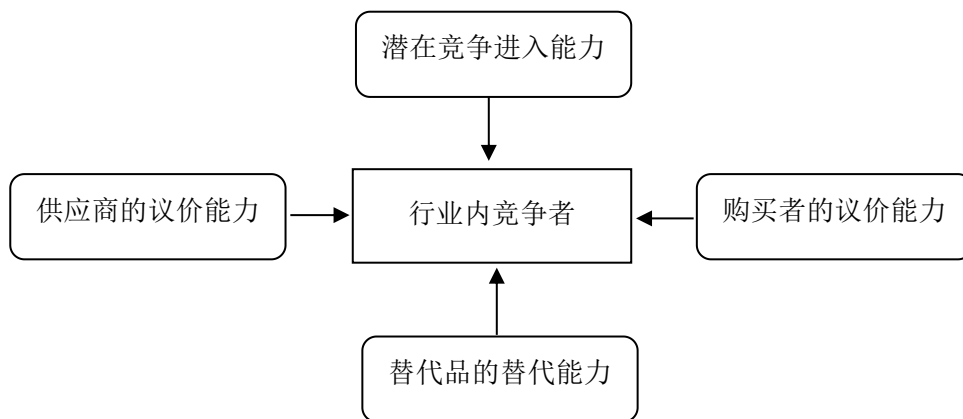 潜在竞争进入能力
供应商的议价能力
行业内竞争者
购买者的议价能力
替代品的替代能力